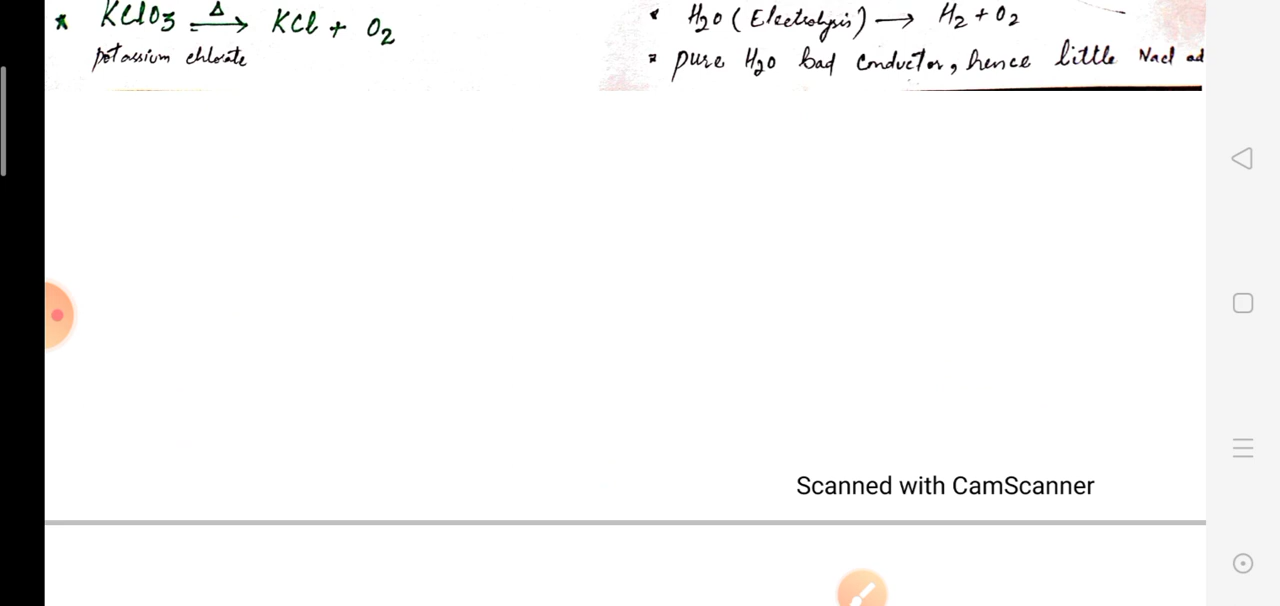 * KClO3 Δ→ KCl + O2
potassium chlorate
H2O (Electrolysis) → H2 + O2
pure H2O bad conductor, hence little Nacl ad
Scanned with CamScanner